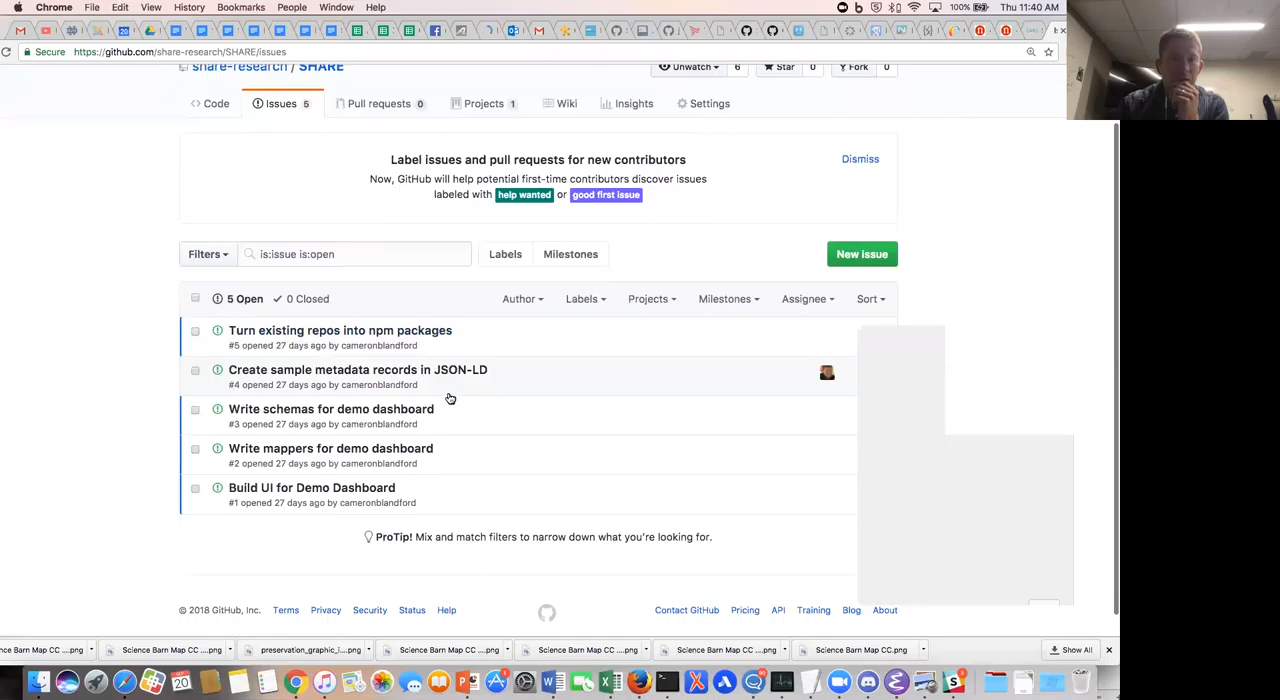 Chrome File Edit View History Bookmarks People Window Help 100% Thu 11:40 AM
Secure https://github.com/share-research/SHARE/issues
share-research / SHARE Unwatch 6 Star 0 Fork 0
Code Issues 5 Pull requests 0 Projects 1 Wiki Insights Settings
Label issues and pull requests for new contributors Dismiss
Now, GitHub will help potential first-time contributors discover issues
labeled with help wanted or good first issue
Filters is:issue is:open Labels Milestones New issue
5 Open 0 Closed Author Labels Projects Milestones Assignee Sort
Turn existing repos into npm packages
#5 opened 27 days ago by cameronblandford
Create sample metadata records in JSON-LD
#4 opened 27 days ago by cameronblandford
Write schemas for demo dashboard
#3 opened 27 days ago by cameronblandford
Write mappers for demo dashboard
#2 opened 27 days ago by cameronblandford
Build UI for Demo Dashboard
#1 opened 27 days ago by cameronblandford
ProTip! Mix and match filters to narrow down what you're looking for.
© 2018 GitHub, Inc. Terms Privacy Security Status Help Contact GitHub Pricing API Training Blog About
nce Barn Map CC ....png Science Barn Map CC ....png preservation_graphic_i....png Science Barn Map CC ....png Science Barn Map CC ....png Science Barn Map CC ....png Science Barn Map CC.png Show All
20